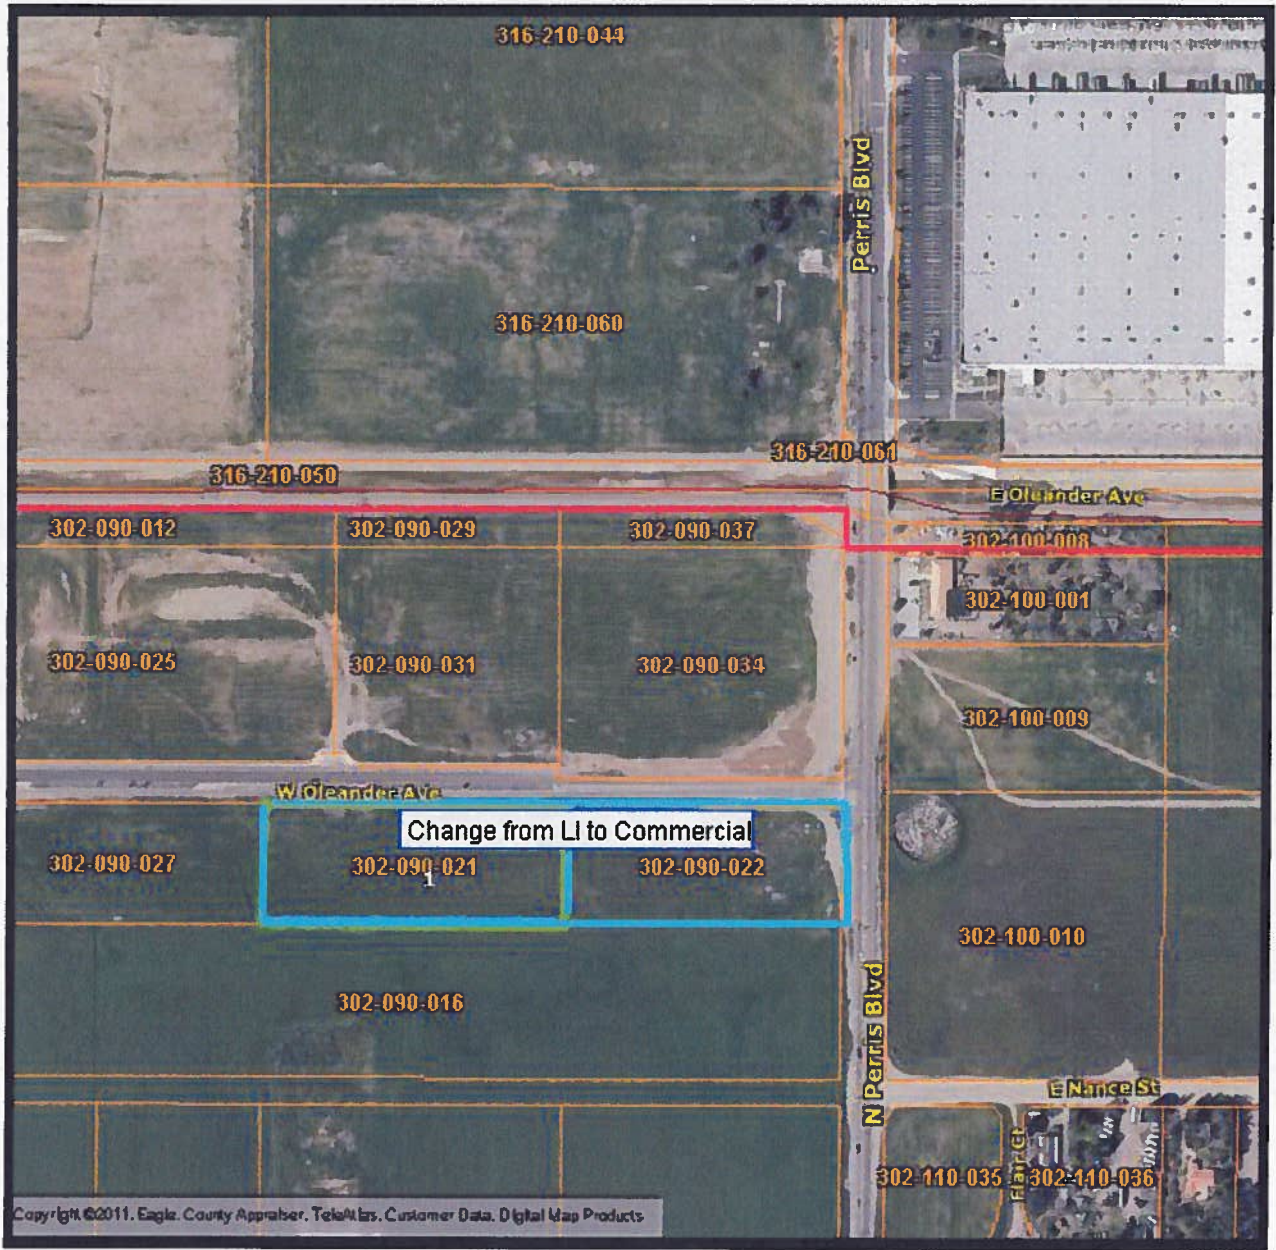 316-210-044
Perris Blvd
316-210-060
316-210-061
316-210-050
E Oleander Ave
302-090-012
302-090-029
302-090-037
302-100-008
302-100-001
302-090-025
302-090-031
302-090-034
302-100-009
W Oleander Ave
Change from LI to Commercial
302-090-027
302-090-021
302-090-022
1
302-100-010
302-090-016
N Perris Blvd
E Nance St
Flair Ct
302-110-035
302-110-036
Copyright ©2011, Eagle, County Appraiser, TeleAtlas, Customer Data, Digital Map Products